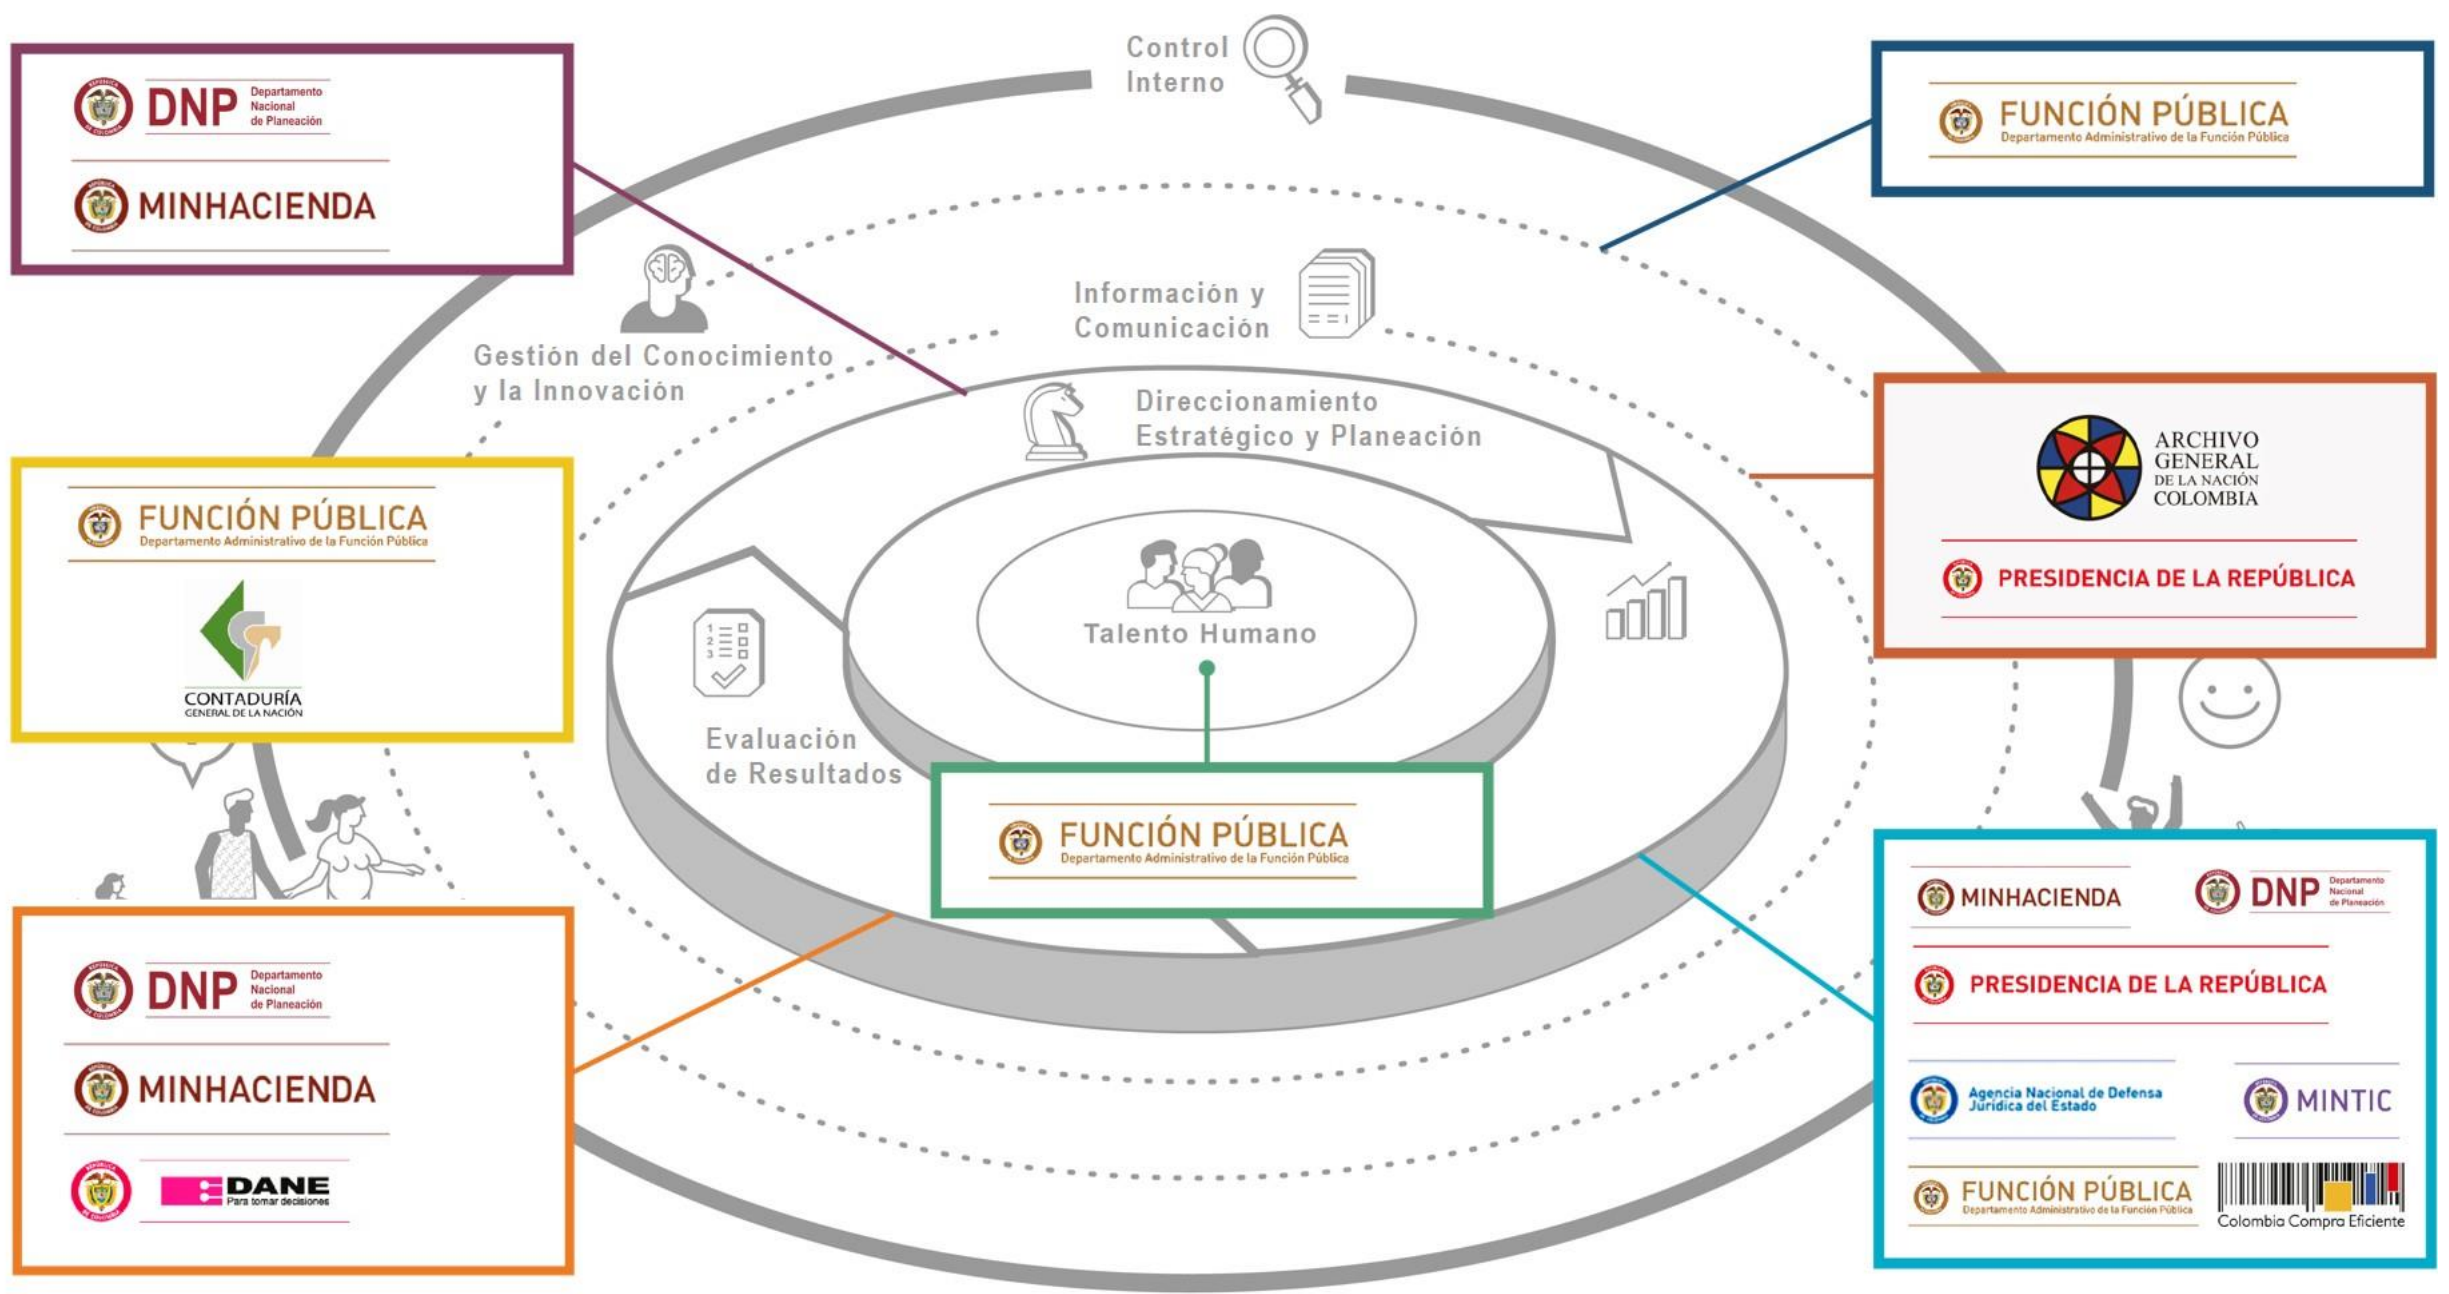 Control
Interno
DNP
Departamento
Nacional
de Planeación
MINHACIENDA
FUNCIÓN PÚBLICA
Departamento Administrativo de la Función Pública
Información y
Comunicación
Gestión del Conocimiento
y la Innovación
Direccionamiento
Estratégico y Planeación
ARCHIVO
GENERAL
DE LA NACIÓN
COLOMBIA
PRESIDENCIA DE LA REPÚBLICA
FUNCIÓN PÚBLICA
Departamento Administrativo de la Función Pública
CONTADURÍA
GENERAL DE LA NACIÓN
Talento Humano
1
2
3
Evaluación
de Resultados
FUNCIÓN PÚBLICA
Departamento Administrativo de la Función Pública
DNP
Departamento
Nacional
de Planeación
MINHACIENDA
DANE
Para tomar decisiones
MINHACIENDA
DNP
Departamento
Nacional
de Planeación
PRESIDENCIA DE LA REPÚBLICA
Agencia Nacional de Defensa
Jurídica del Estado
MINTIC
FUNCIÓN PÚBLICA
Departamento Administrativo de la Función Pública
Colombia Compra Eficiente